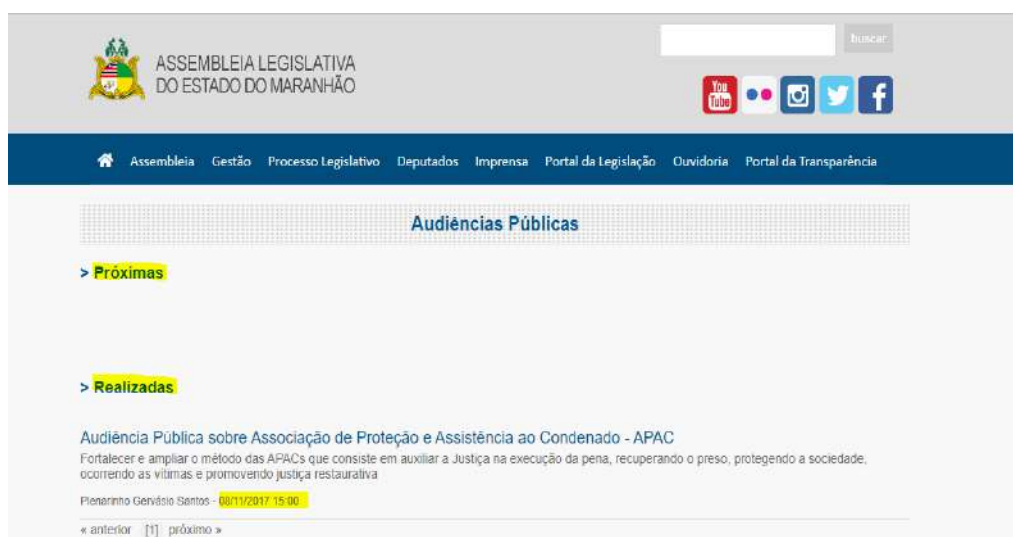 buscar
ASSEMBLEIA LEGISLATIVA
DO ESTADO DO MARANHÃO
You
Tube
Assembleia Gestão Processo Legislativo Deputados Imprensa Portal da Legislação Ouvidoria Portal da Transparência
Audiências Públicas
> Próximas
> Realizadas
Audiência Pública sobre Associação de Proteção e Assistência ao Condenado - APAC
Fortalecer e ampliar o método das APACs que consiste em auxiliar a Justiça na execução da pena, recuperando o preso, protegendo a sociedade,
ocorrendo as vítimas e promovendo justiça restaurativa
Plenarinho Gervásio Santos - 08/11/2017 15:00
« anterior [1] próximo »